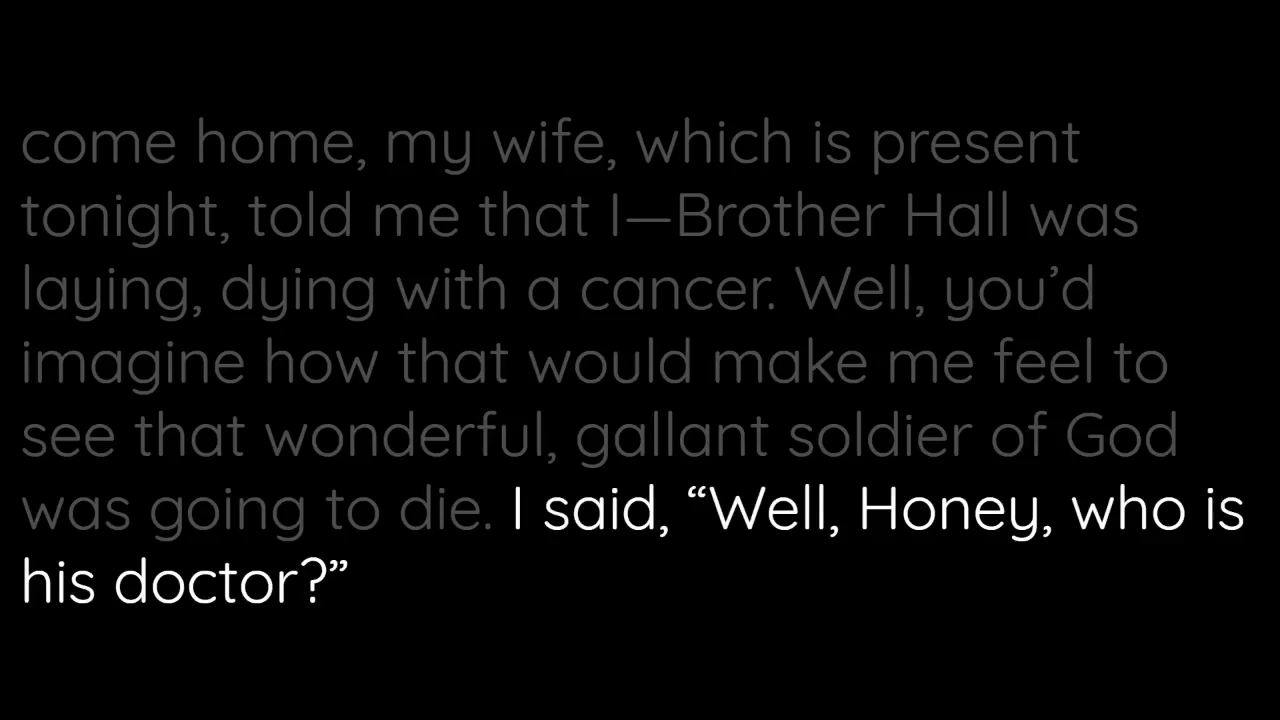 come home, my wife, which is present
tonight, told me that I—Brother Hall was
laying, dying with a cancer. Well, you’d
imagine how that would make me feel to
see that wonderful, gallant soldier of God
was going to die. I said, “Well, Honey, who is
his doctor?”